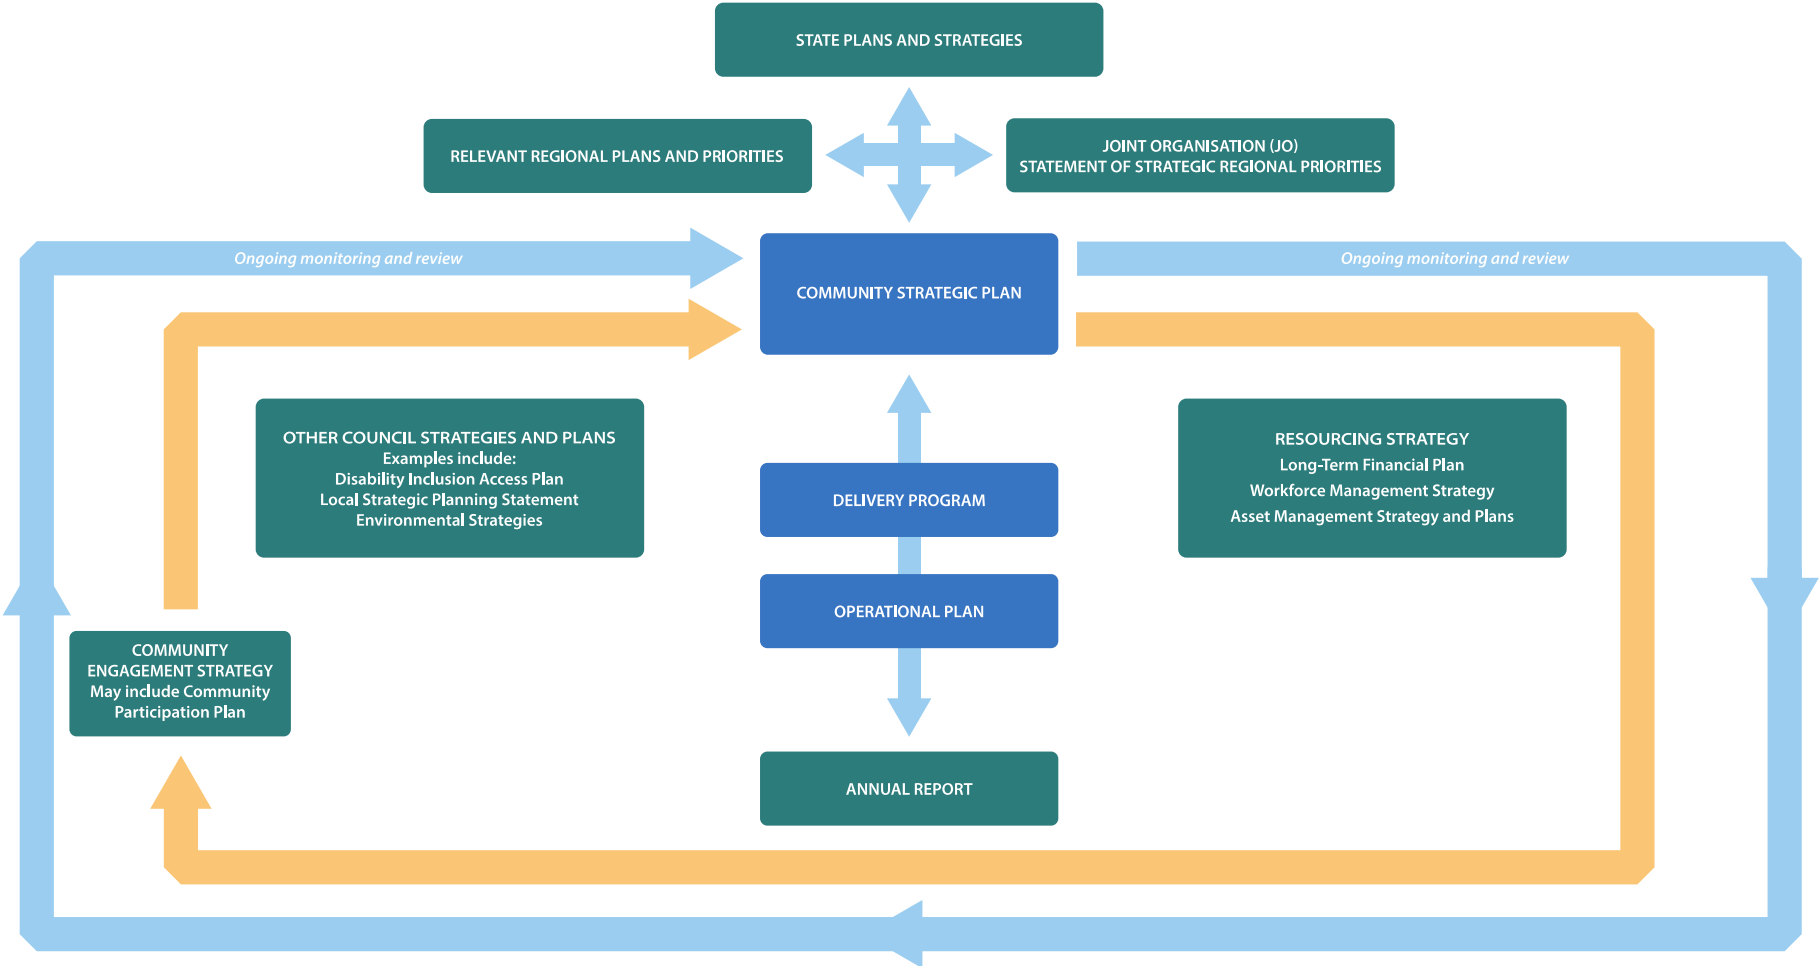 STATE PLANS AND STRATEGIES
RELEVANT REGIONAL PLANS AND PRIORITIES
JOINT ORGANISATION (JO)
STATEMENT OF STRATEGIC REGIONAL PRIORITIES
Ongoing monitoring and review
COMMUNITY STRATEGIC PLAN
Ongoing monitoring and review
OTHER COUNCIL STRATEGIES AND PLANS
Examples include:
Disability Inclusion Access Plan
Local Strategic Planning Statement
Environmental Strategies
DELIVERY PROGRAM
RESOURCING STRATEGY
Long-Term Financial Plan
Workforce Management Strategy
Asset Management Strategy and Plans
OPERATIONAL PLAN
COMMUNITY
ENGAGEMENT STRATEGY
May include Community
Participation Plan
ANNUAL REPORT